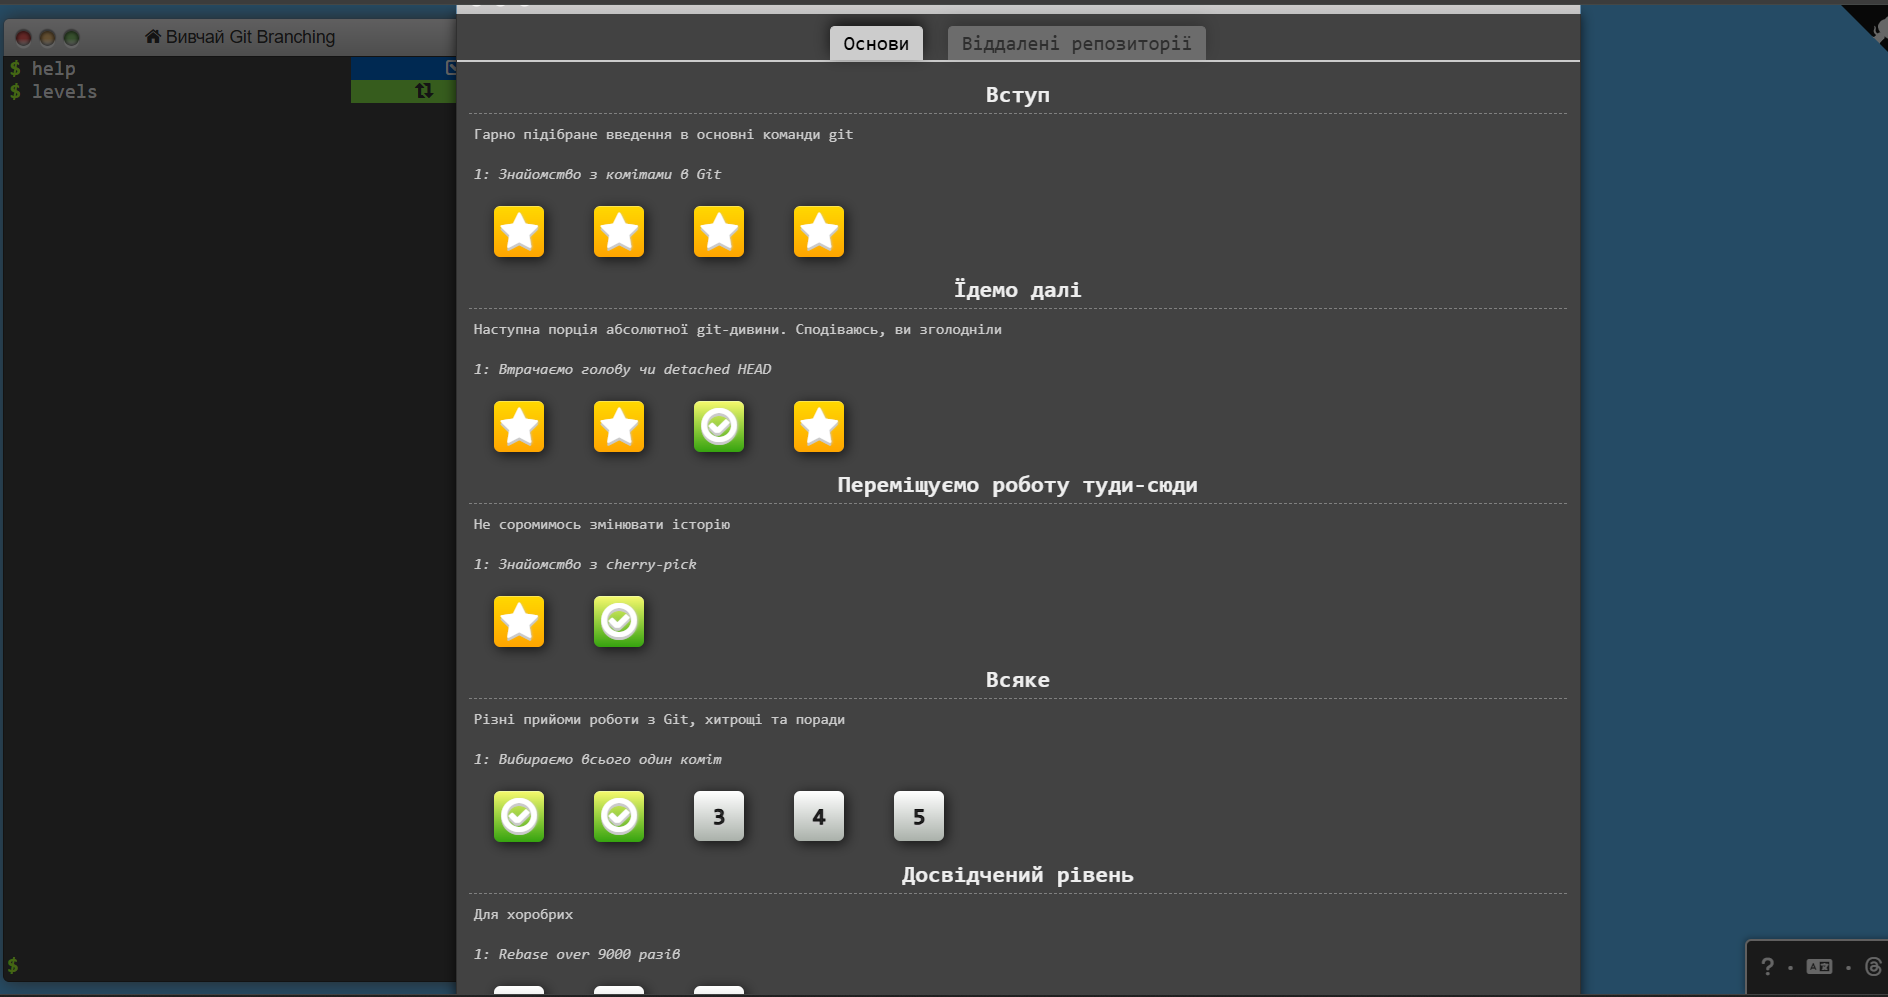 Вивчай Git Branching
$ help
$ levels
$
Основи
Віддалені репозиторії
Вступ
Гарно підібране введення в основні команди git
1: Знайомство з комітами в Git
Їдемо далі
Наступна порція абсолютної git-дивини. Сподіваюсь, ви зголодніли
1: Втрачаємо голову чи detached HEAD
Переміщуємо роботу туди-сюди
Не соромимось змінювати історію
1: Знайомство з cherry-pick
Всяке
Різні прийоми роботи з Git, хитрощі та поради
1: Вибираємо всього один коміт
3 4 5
Досвідчений рівень
Для хоробрих
1: Rebase over 9000 разів
?